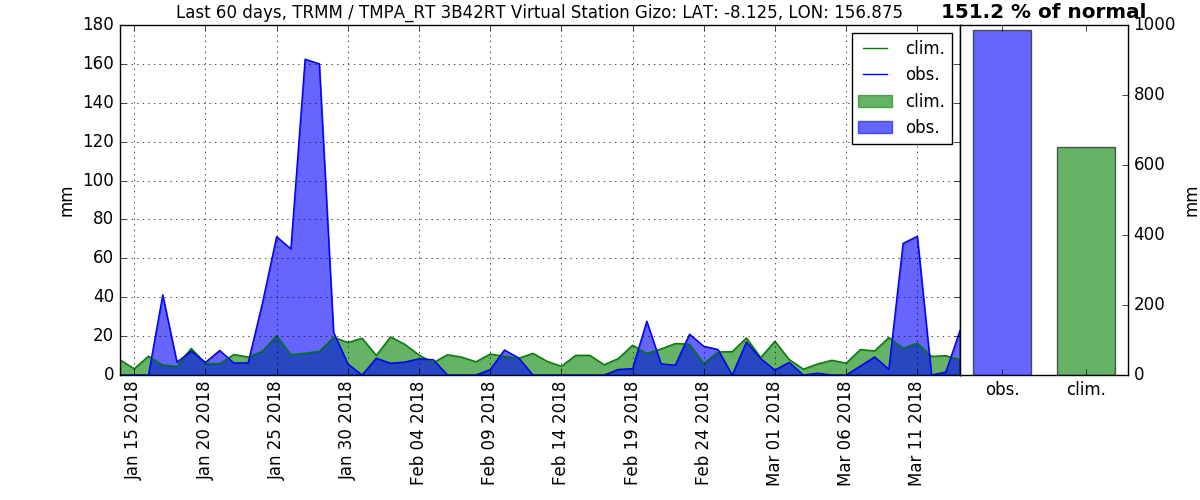 Last 60 days, TRMM / TMPA_RT 3B42RT Virtual Station Gizo: LAT: -8.125, LON: 156.875
151.2 % of normal
180
160
140
120
100
80
60
40
20
0
mm
clim.
obs.
clim.
obs.
1000
800
600
400
200
0
mm
obs.
clim.
Jan 15 2018
Jan 20 2018
Jan 25 2018
Jan 30 2018
Feb 04 2018
Feb 09 2018
Feb 14 2018
Feb 19 2018
Feb 24 2018
Mar 01 2018
Mar 06 2018
Mar 11 2018